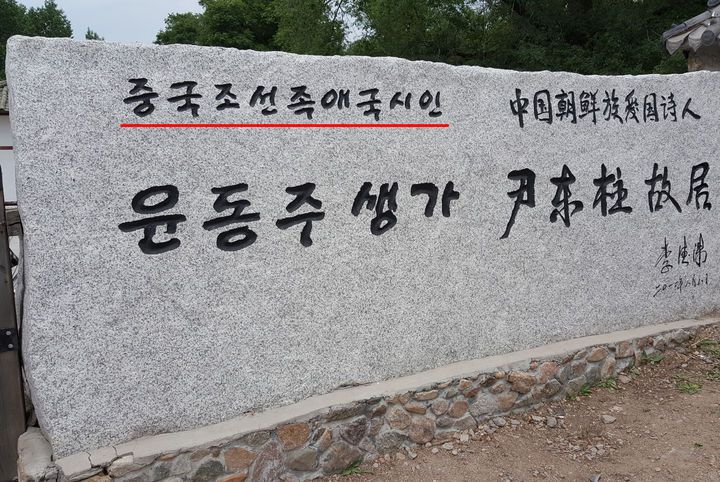 중국조선족애국시인 中国朝鲜族爱国诗人
윤동주 생가 尹东柱故居